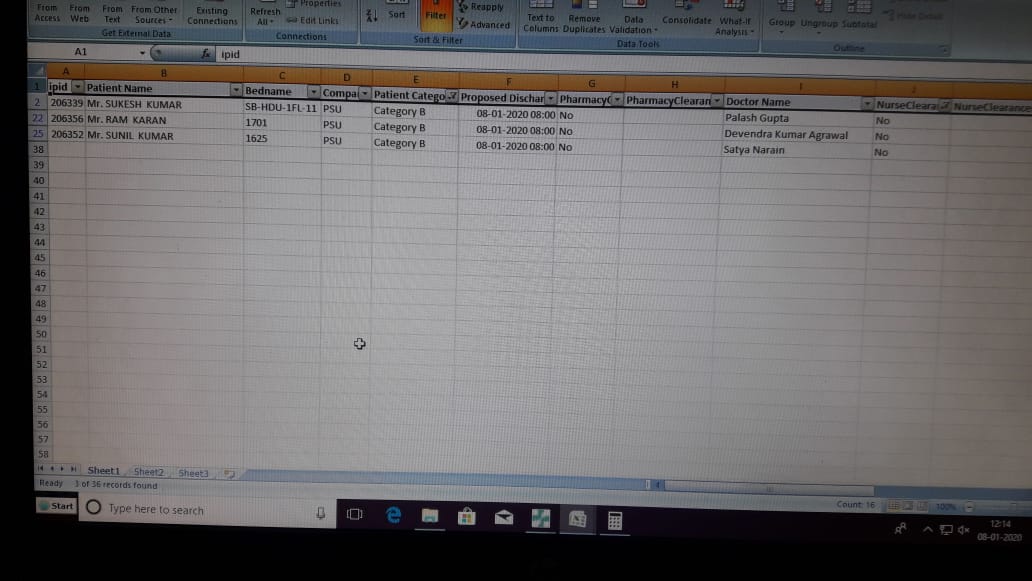 From Access From Web From Text From Other Sources Existing Connections Refresh All Properties Edit Links Sort Filter Reapply Advanced Text to Columns Remove Duplicates Data Validation Consolidate What-If Analysis Group Ungroup Subtotal Hide Detail
Get External Data Connections Sort & Filter Data Tools Outline
A1 fx ipid
A B C D E F G H I J
1 ipid Patient Name Bedname Compa Patient Catego Proposed Dischar Pharmacy PharmacyClearan Doctor Name NurseClear NurseClearance
2 206339 Mr. SUKESH KUMAR SB-HDU-1FL-11 PSU Category B 08-01-2020 08:00 No Palash Gupta No
22 206356 Mr. RAM KARAN 1701 PSU Category B 08-01-2020 08:00 No Devendra Kumar Agrawal No
25 206352 Mr. SUNIL KUMAR 1625 PSU Category B 08-01-2020 08:00 No Satya Narain No
38
39
40
41
42
43
44
45
46
47
48
49
50
51
52
53
54
55
56
57
58
Sheet1 Sheet2 Sheet3
Ready 3 of 36 records found Count: 16 100%
Start Type here to search 12:14
08-01-2020